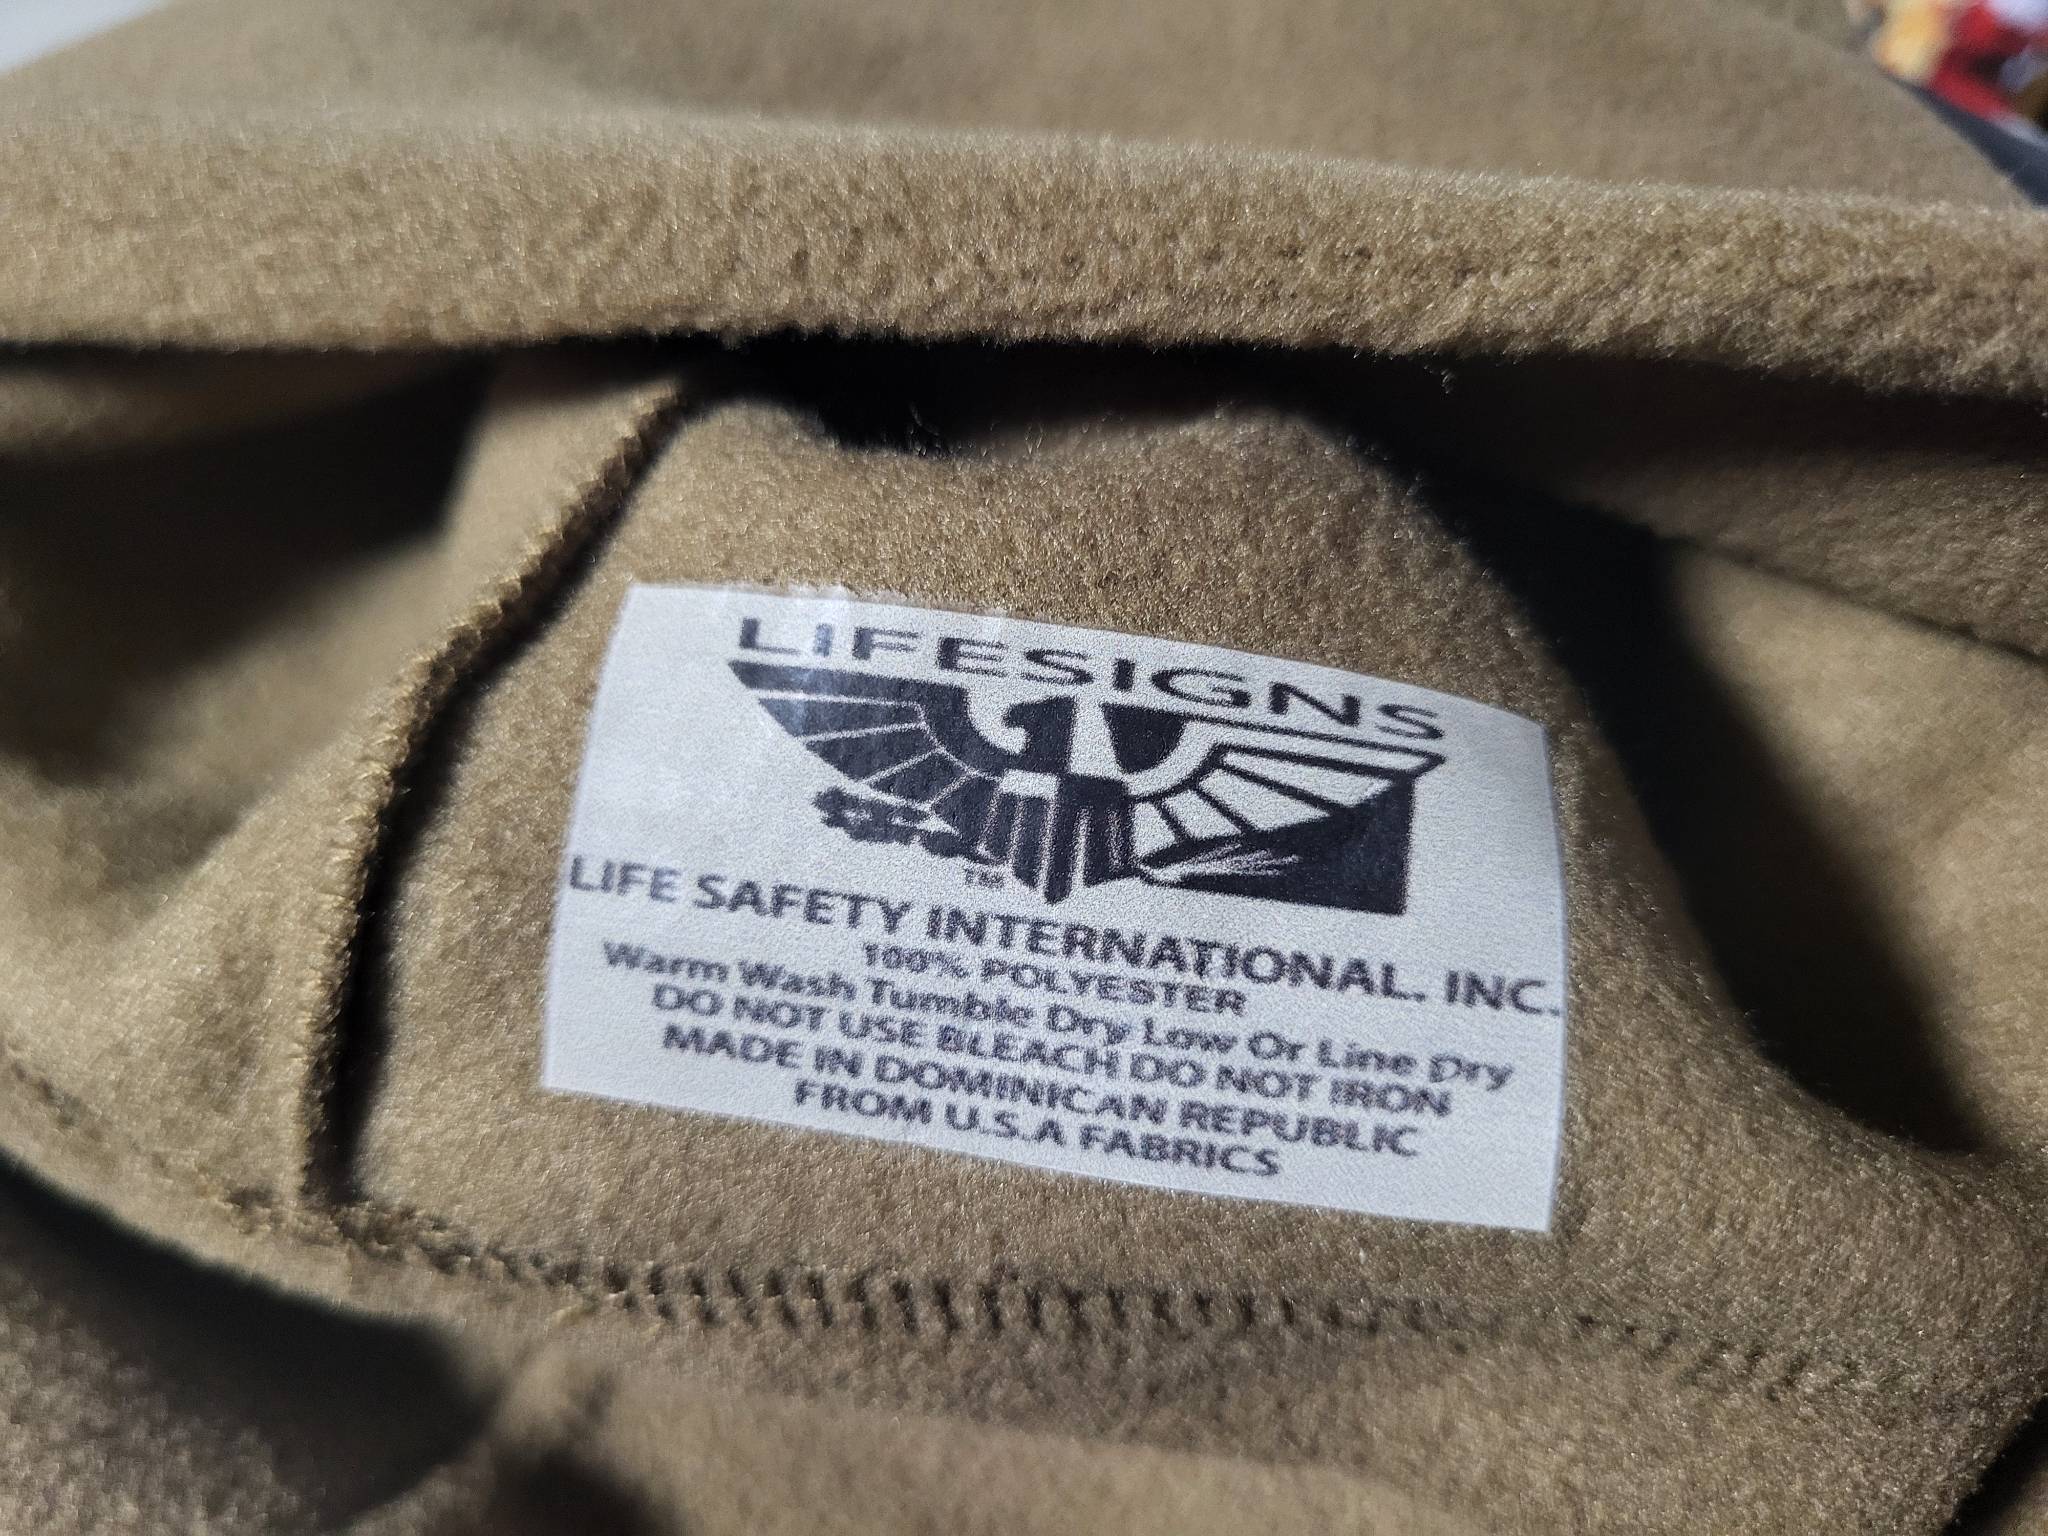 LIFESIGNS
TM
LIFE SAFETY INTERNATIONAL. INC.
100% POLYESTER
Warm Wash Tumble Dry Low Or Line Dry
DO NOT USE BLEACH DO NOT IRON
MADE IN DOMINICAN REPUBLIC
FROM U.S.A FABRICS